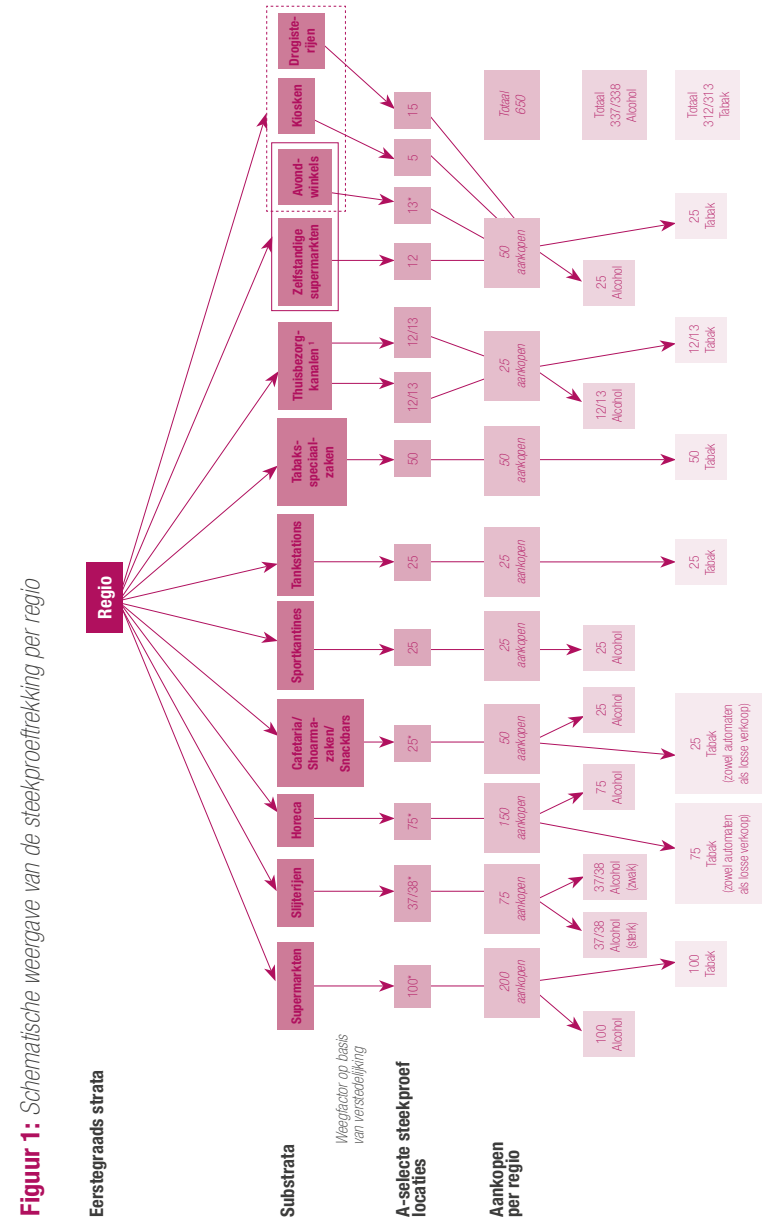 Figuur 1: Schematische weergave van de steekproeftrekking per regio
Eerstegraads strata
Regio
Substrata
Supermarkten
Slijterijen
Horeca
Cafetaria/
Shoarma-
zaken/
Snackbars
Sportkantines
Tankstations
Tabaks-
speciaal-
zaken
Thuisbezorg-
kanalen ¹
Zelfstandige
supermarkten
Avond-
winkels
Kiosken
Drogiste-
rijen
Weegfactor op basis
van verstedelijking
A-selecte steekproef
locaties
100*
37/38*
75*
25*
25
25
50
12/13
12/13
12
13*
5
15
Aankopen
per regio
200
aankopen
75
aankopen
150
aankopen
50
aankopen
25
aankopen
25
aankopen
50
aankopen
25
aankopen
50
aankopen
Totaal
650
100
Alcohol
37/38
Alcohol
(sterk)
37/38
Alcohol
(zwak)
75
Alcohol
25
Alcohol
25
Alcohol
12/13
Alcohol
25
Alcohol
Totaal
337/338
Alcohol
100
Tabak
75
Tabak
(zowel automaten
als losse verkoop)
25
Tabak
(zowel automaten
als losse verkoop)
25
Tabak
50
Tabak
12/13
Tabak
25
Tabak
Totaal
312/313
Tabak